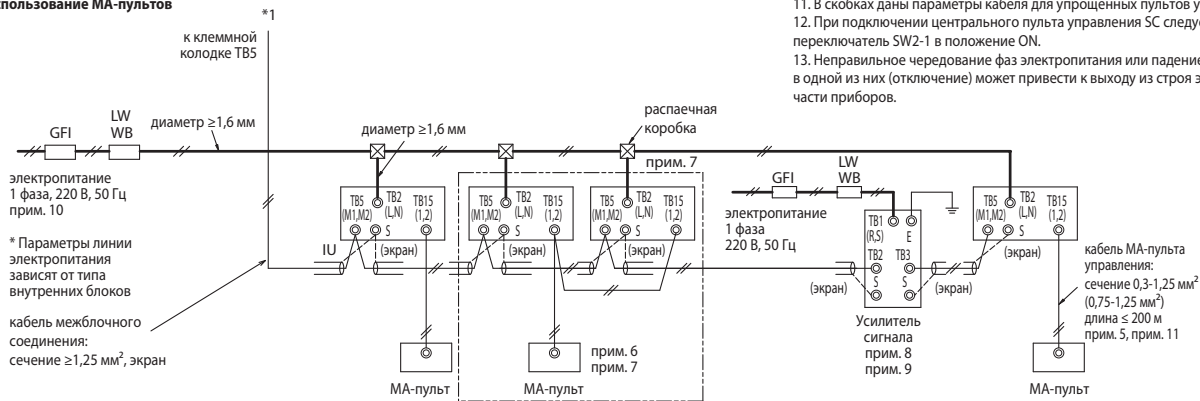 спользование МА-пультов
11. В скобках даны параметры кабеля для упрощенных пультов у
12. При подключении центрального пульта управления SC следуе
переключатель SW2-1 в положение ON.
13. Неправильное чередование фаз электропитания или падение
в одной из них (отключение) может привести к выходу из строя э
части приборов.
*1
к клеммной
колодке TB5
GFI
LW
WB
диаметр ≥1,6 мм
диаметр ≥1,6 мм
распаечная
коробка
прим. 7
электропитание
1 фаза, 220 В, 50 Гц
прим. 10
* Параметры линии
электропитания
зависят от типа
внутренних блоков
кабель межблочного
соединения:
сечение ≥1,25 мм², экран
IU
TB5
(M1,M2)
TB2
(L,N)
TB15
(1,2)
S
(экран)
TB5
(M1,M2)
TB2
(L,N)
TB15
(1,2)
S
(экран)
TB5
(M1,M2)
TB2
(L,N)
TB15
(1,2)
S
(экран)
GFI
LW
WB
электропитание
1 фаза
220 В, 50 Гц
TB1
(R,S)
E
TB2
TB3
S
S
(экран)
(экран)
Усилитель
сигнала
прим. 8
прим. 9
TB5
(M1,M2)
TB2
(L,N)
TB15
(1,2)
S
(экран)
кабель МА-пульта
управления:
сечение 0,3-1,25 мм²
(0,75-1,25 мм²)
длина ≤ 200 м
прим. 5, прим. 11
прим. 6
прим. 7
МА-пульт
МА-пульт
МА-пульт